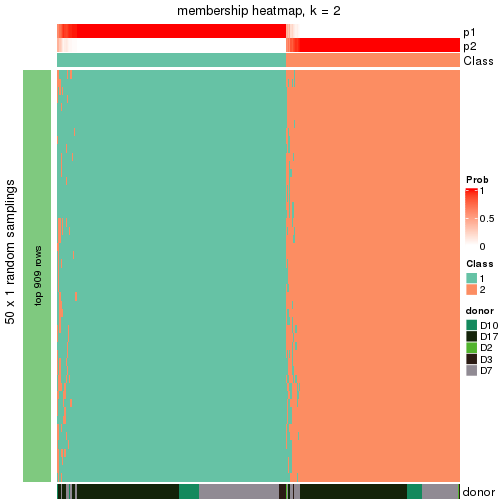 membership heatmap, k = 2
p1
p2
Class
50 x 1 random samplings
top 909 rows
Prob
1
0.5
0
Class
1
2
donor
D10
D17
D2
D3
D7
donor